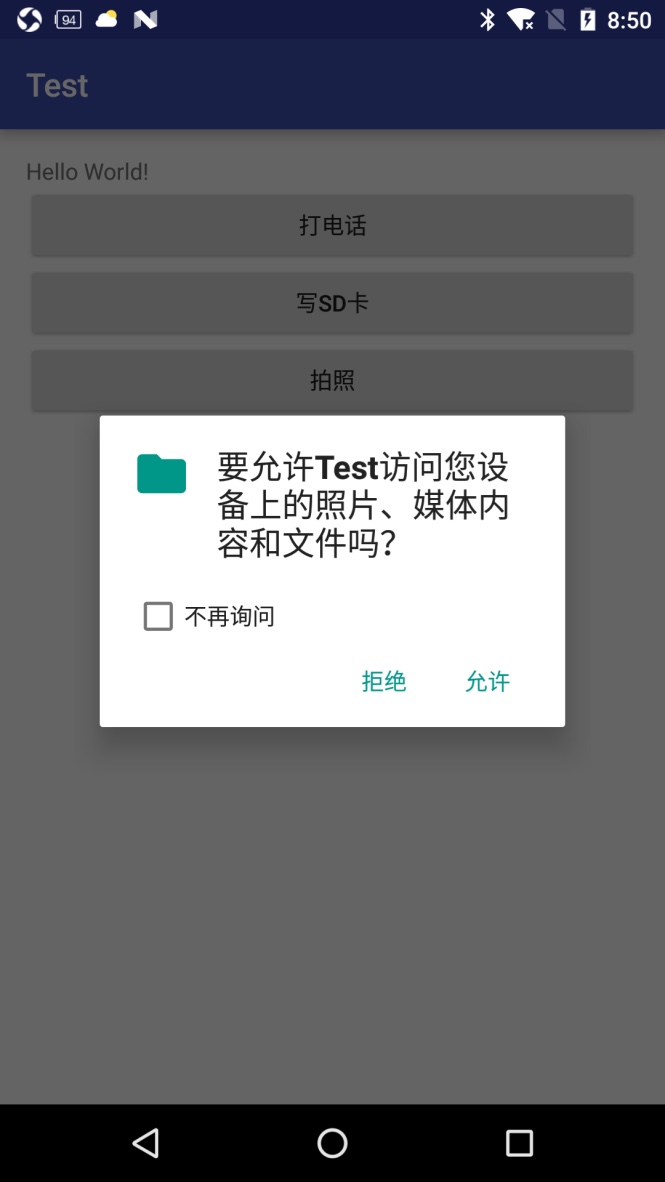 94
8:50
Test
Hello World!
打电话
写SD卡
拍照
要允许Test访问您设
备上的照片、媒体内
容和文件吗？
不再询问
拒绝 允许